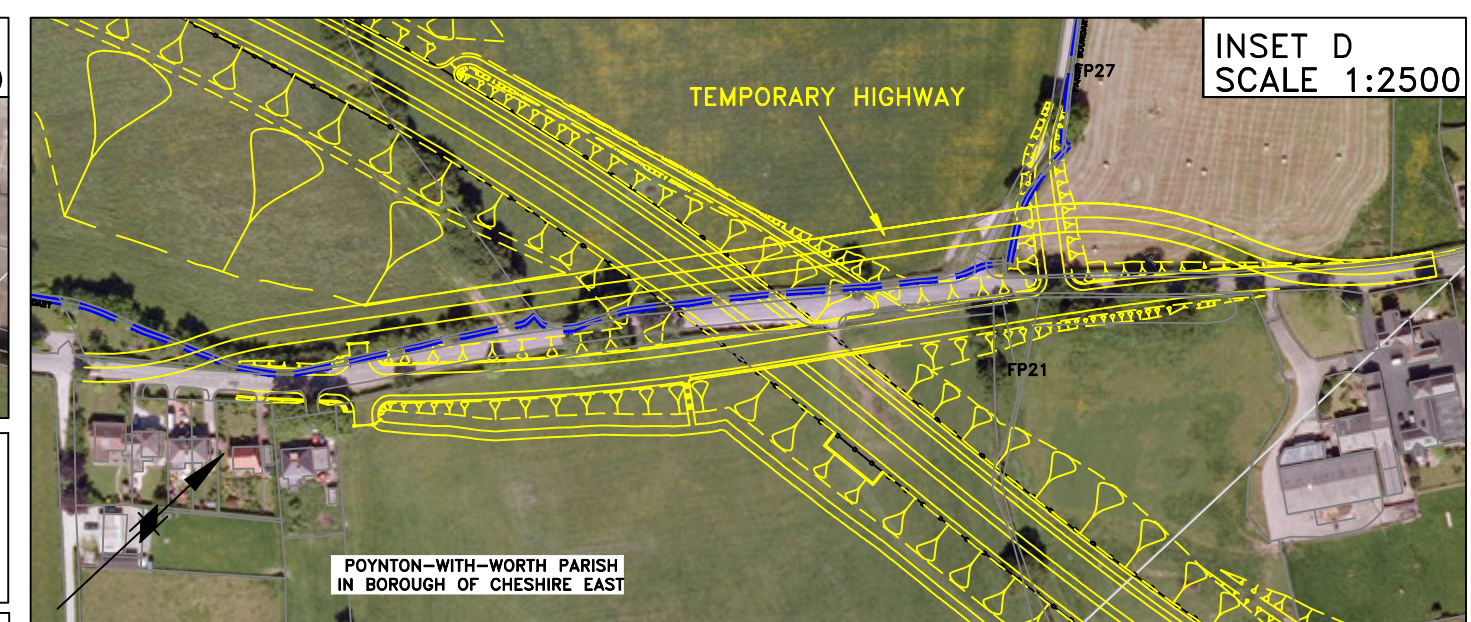 INSET D
SCALE 1:2500
FP27
TEMPORARY HIGHWAY
FP21
POYNTON-WITH-WORTH PARISH
IN BOROUGH OF CHESHIRE EAST